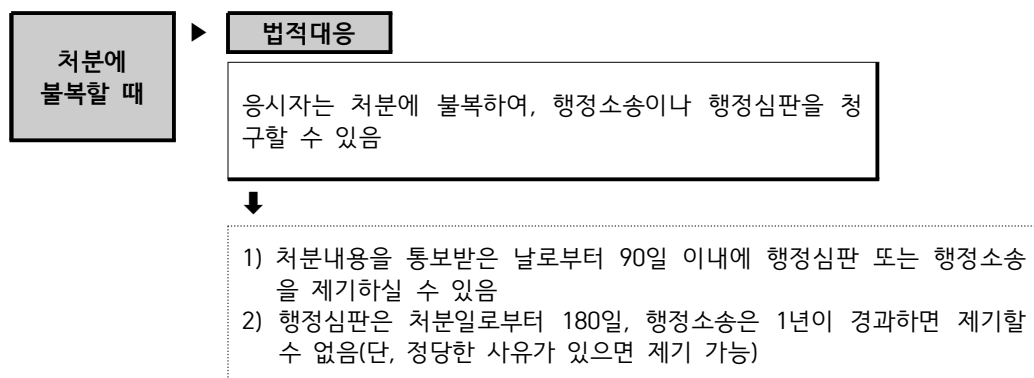 처분에
불복할 때
▶
법적대응
응시자는 처분에 불복하여, 행정소송이나 행정심판을 청
구할 수 있음
⬇
1) 처분내용을 통보받은 날로부터 90일 이내에 행정심판 또는 행정소송
을 제기하실 수 있음
2) 행정심판은 처분일로부터 180일, 행정소송은 1년이 경과하면 제기할
수 없음(단, 정당한 사유가 있으면 제기 가능)